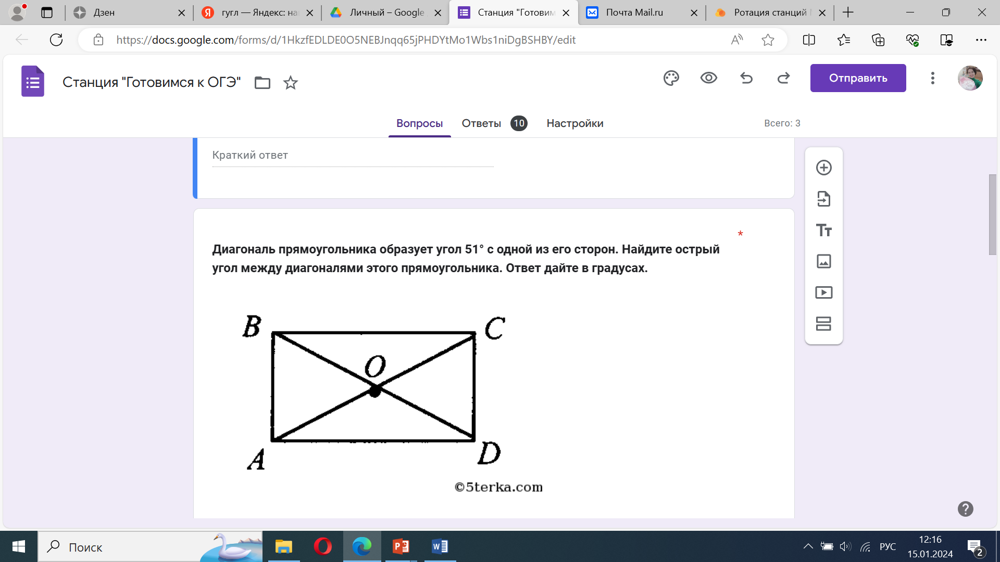 Дзен
гугл — Яндекс: на
Личный – Google
Станция "Готовим
Почта Mail.ru
Ротация станций
https://docs.google.com/forms/d/1HkzfEDLDE0O5NEBJnqq65jPHDYtMo1Wbs1niDgBSHBY/edit
Станция "Готовимся к ОГЭ"
Отправить
Вопросы
Ответы 10
Настройки
Всего: 3
Краткий ответ
*
Диагональ прямоугольника образует угол 51° с одной из его сторон. Найдите острый
угол между диагоналями этого прямоугольника. Ответ дайте в градусах.
B
C
O
A
D
©5terka.com
Поиск
РУС
12:16
15.01.2024
2